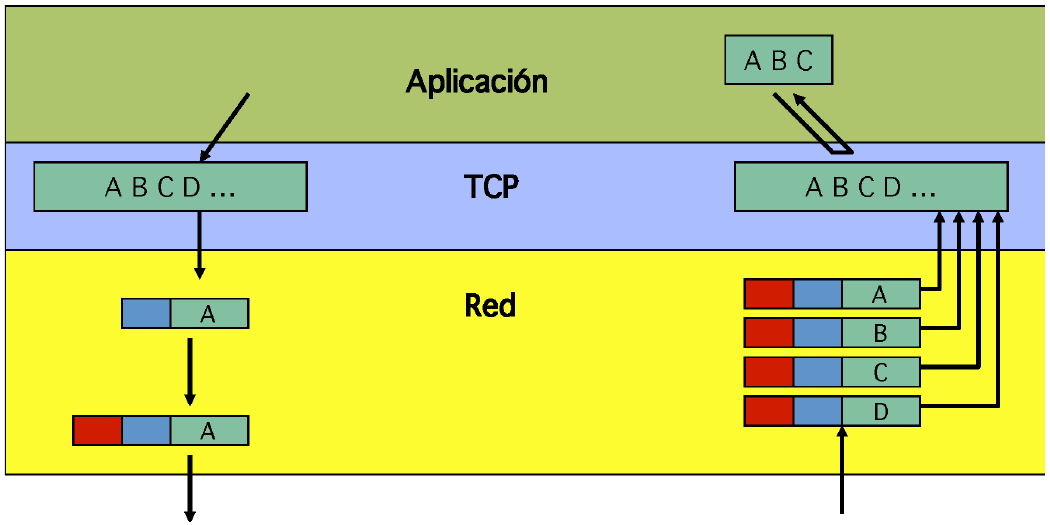 Aplicación
A B C
A B C D ...
TCP
A B C D ...
A
Red
A
B
C
D
A